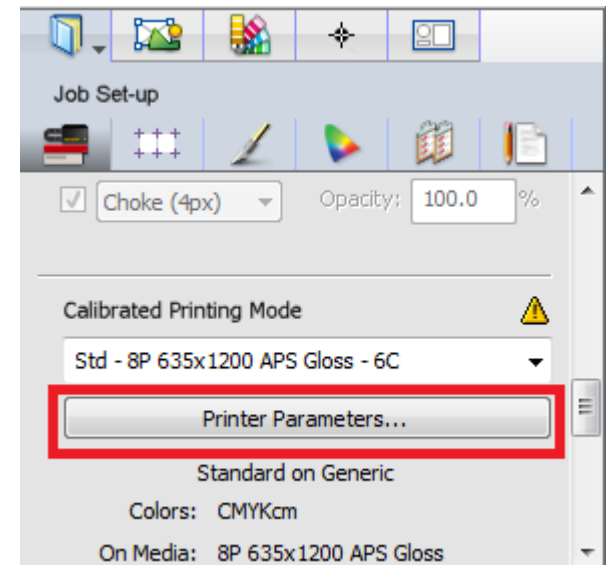 Job Set-up
Choke (4px) Opacity: 100.0 %
Calibrated Printing Mode
Std - 8P 635x1200 APS Gloss - 6C
Printer Parameters...
Standard on Generic
Colors: CMYKcm
On Media: 8P 635x1200 APS Gloss